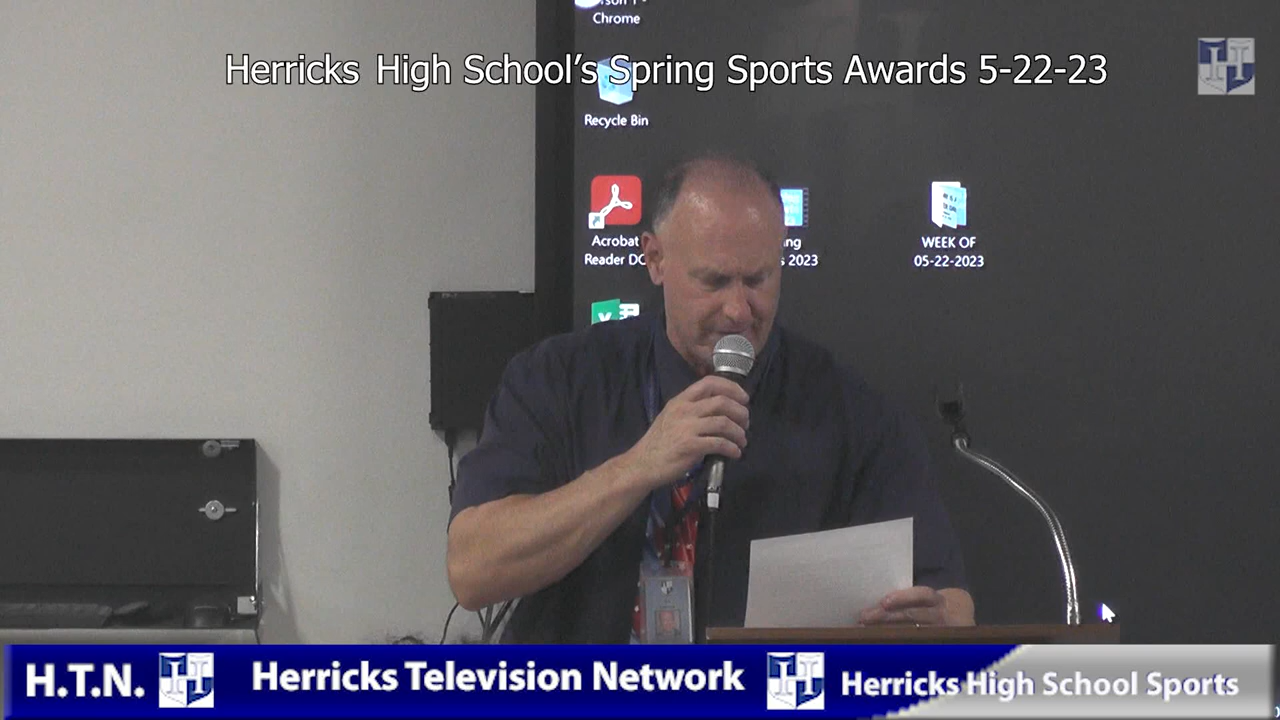 Chrome
Herricks High School's Spring Sports Awards 5-22-23
Recycle Bin
Acrobat
Reader DC
2023
WEEK OF
05-22-2023
H.T.N.
Herricks Television Network
Herricks High School Sports